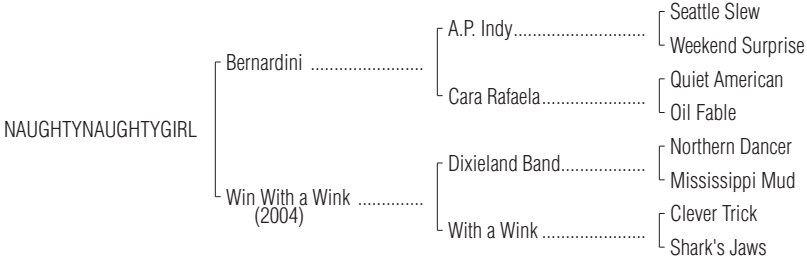 Seattle Slew
A.P. Indy..............................
Weekend Surprise
Bernardini .........................
Quiet American
Cara Rafaela........................
Oil Fable
NAUGHTYNAUGHTYGIRL
Northern Dancer
Dixieland Band...................
Mississippi Mud
Win With a Wink ..............
(2004)
Clever Trick
With a Wink .......................
Shark's Jaws